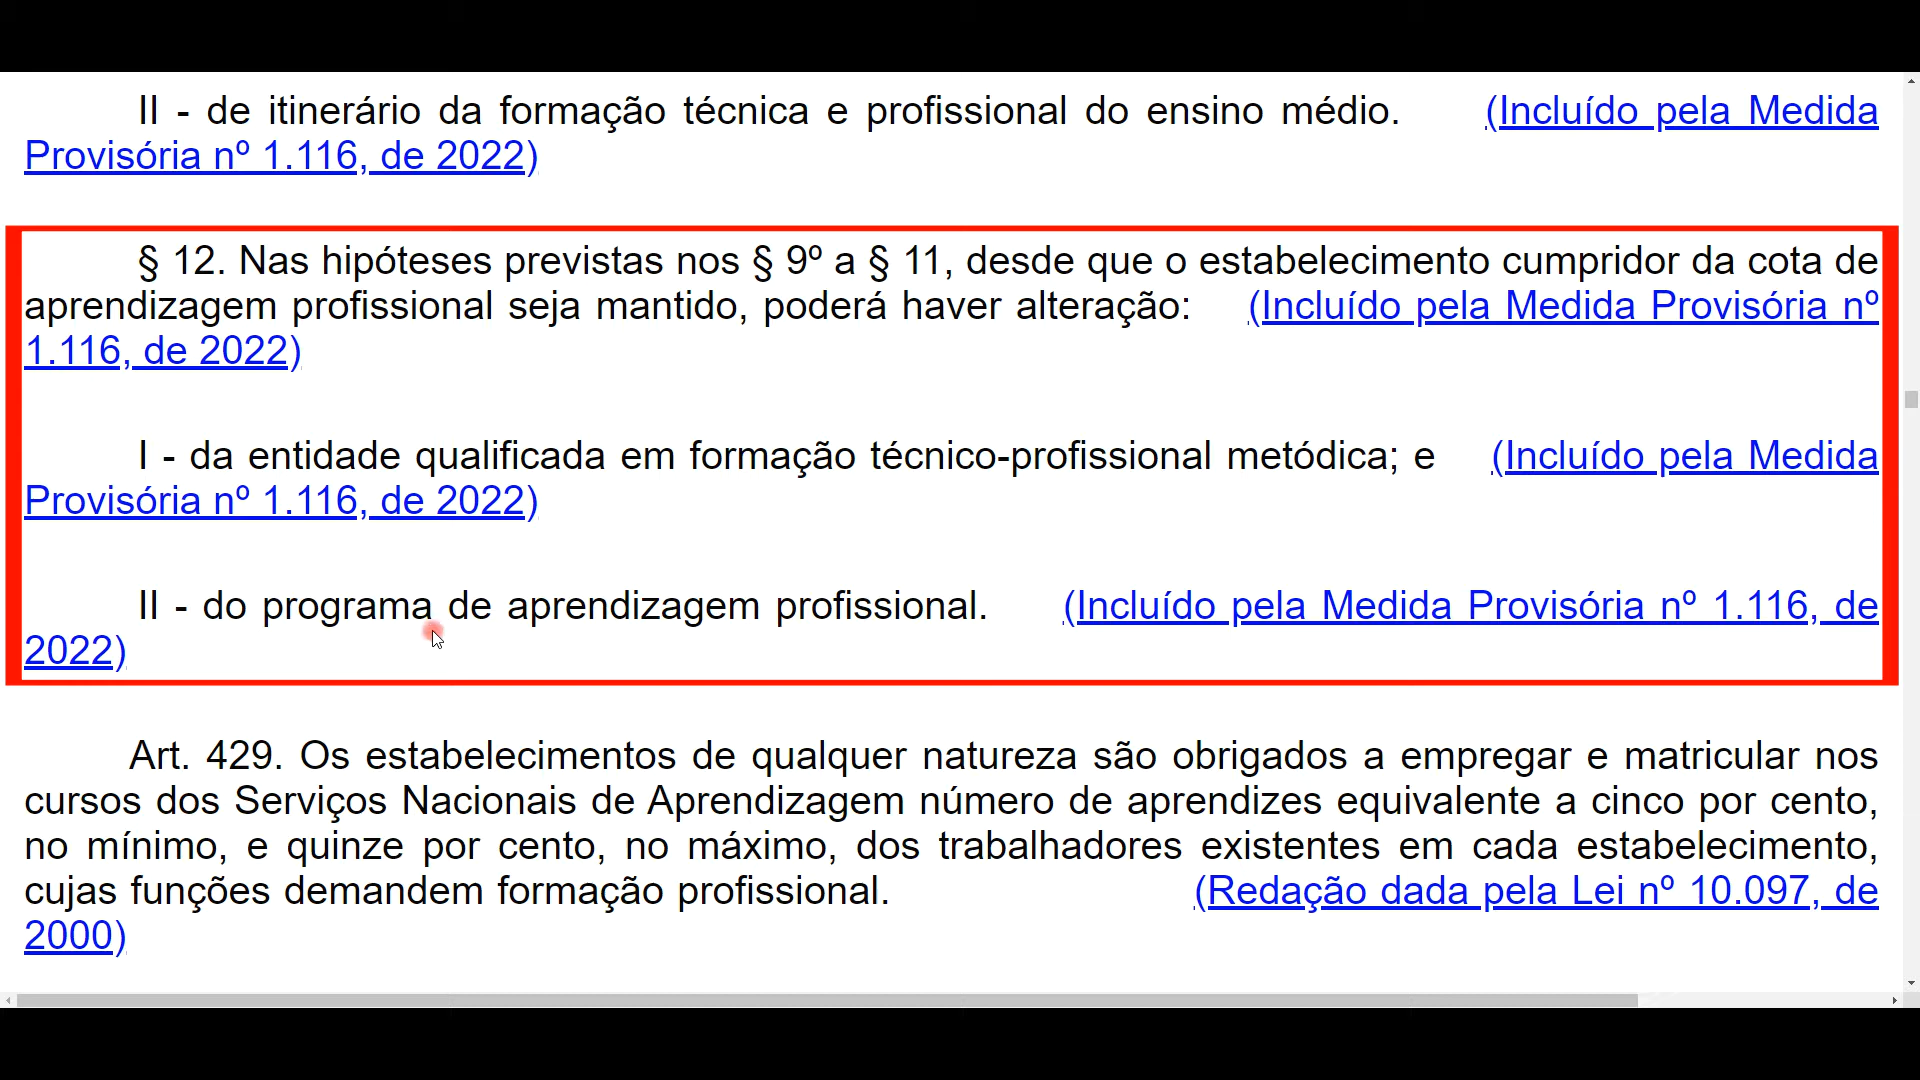 II - de itinerário da formação técnica e profissional do ensino médio. (Incluído pela Medida
Provisória nº 1.116, de 2022)
§ 12. Nas hipóteses previstas nos § 9º a § 11, desde que o estabelecimento cumpridor da cota de
aprendizagem profissional seja mantido, poderá haver alteração: (Incluído pela Medida Provisória nº
1.116, de 2022)
I - da entidade qualificada em formação técnico-profissional metódica; e (Incluído pela Medida
Provisória nº 1.116, de 2022)
II - do programa de aprendizagem profissional. (Incluído pela Medida Provisória nº 1.116, de
2022)
Art. 429. Os estabelecimentos de qualquer natureza são obrigados a empregar e matricular nos
cursos dos Serviços Nacionais de Aprendizagem número de aprendizes equivalente a cinco por cento,
no mínimo, e quinze por cento, no máximo, dos trabalhadores existentes em cada estabelecimento,
cujas funções demandem formação profissional. (Redação dada pela Lei nº 10.097, de
2000)